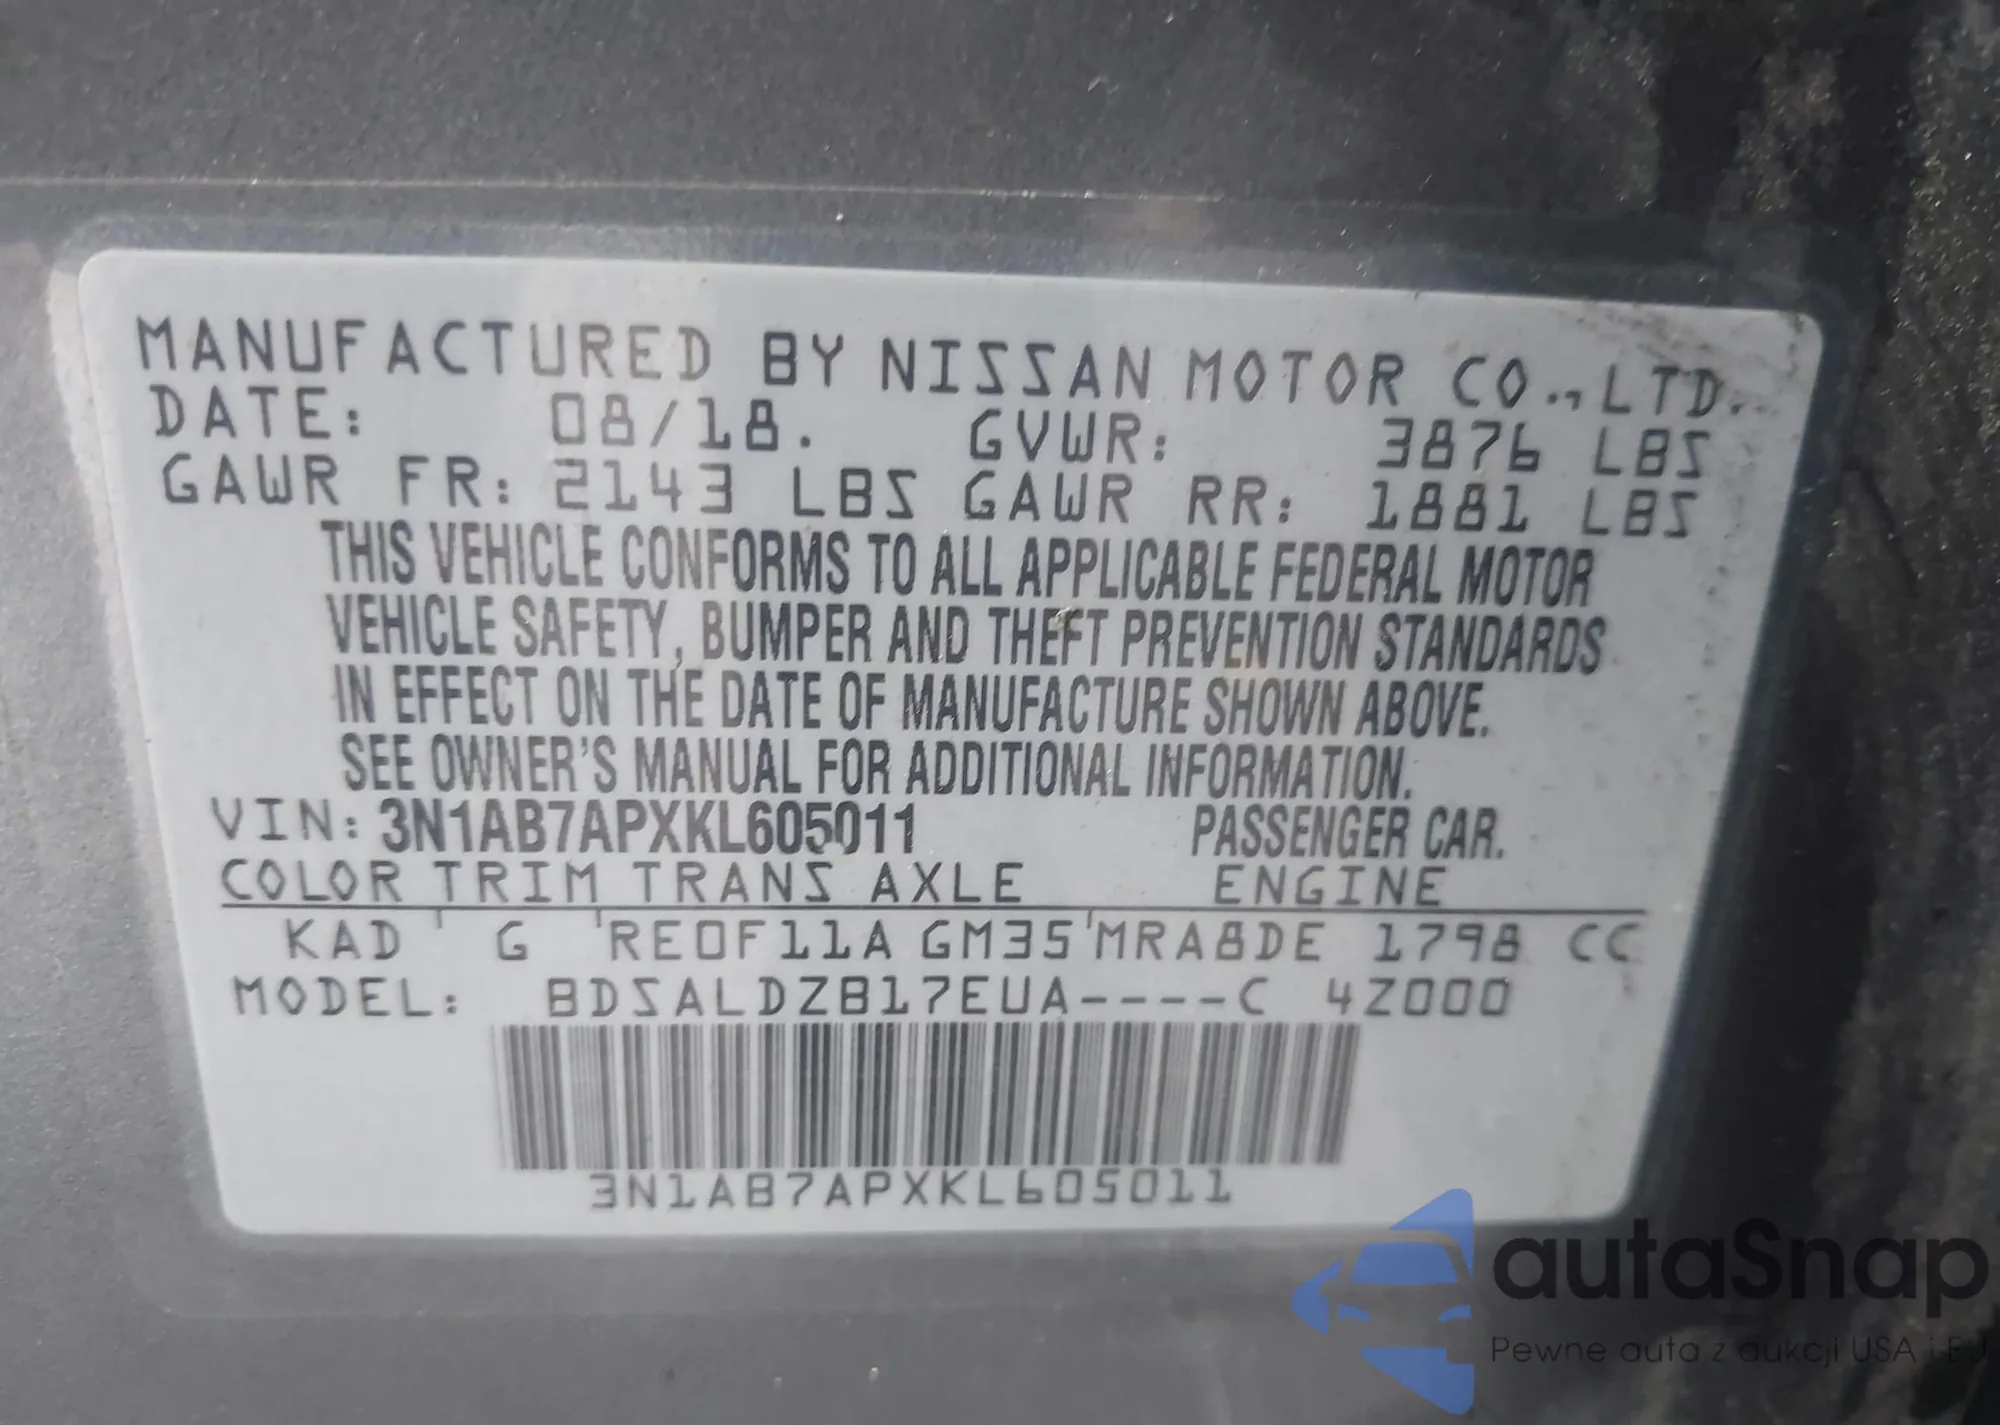 MANUFACTURED BY NISSAN MOTOR CO., LTD.
DATE: 08/18. GVWR: 3876 LBS
GAWR FR: 2143 LBS GAWR RR: 1881 LBS
THIS VEHICLE CONFORMS TO ALL APPLICABLE FEDERAL MOTOR
VEHICLE SAFETY, BUMPER AND THEFT PREVENTION STANDARDS
IN EFFECT ON THE DATE OF MANUFACTURE SHOWN ABOVE.
SEE OWNER'S MANUAL FOR ADDITIONAL INFORMATION.
VIN: 3N1AB7APXKL605011 PASSENGER CAR.
COLOR TRIM TRANS AXLE ENGINE
KAD ' G 'RE0F11A GM35'MRA8DE 1798 CC
MODEL: BDSALDZB17EUA----C 4Z000
3N1AB7APXKL605011
autaSnap
Pewne auta z aukcji USA i EU